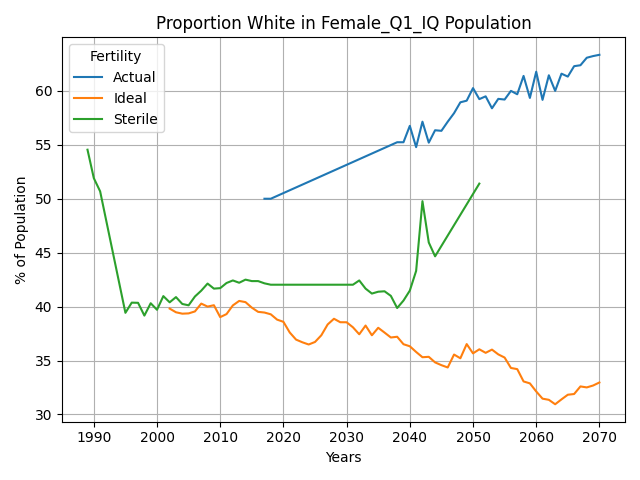 Proportion White in Female_Q1_IQ Population
Fertility
Actual
Ideal
Sterile
% of Population
60
55
50
45
40
35
30
1990
2000
2010
2020
2030
2040
2050
2060
2070
Years